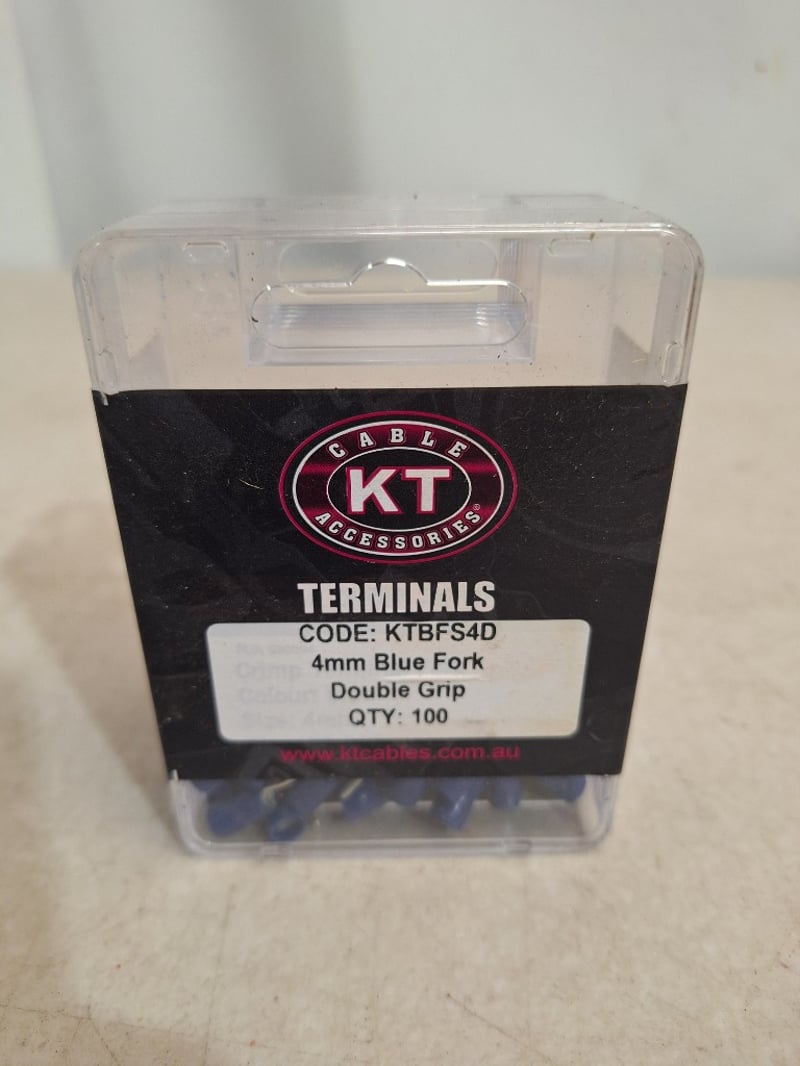 CABLE
KT
ACCESSORIES®
TERMINALS
CODE: KTBFS4D
4mm Blue Fork
Double Grip
QTY: 100
www.ktcables.com.au